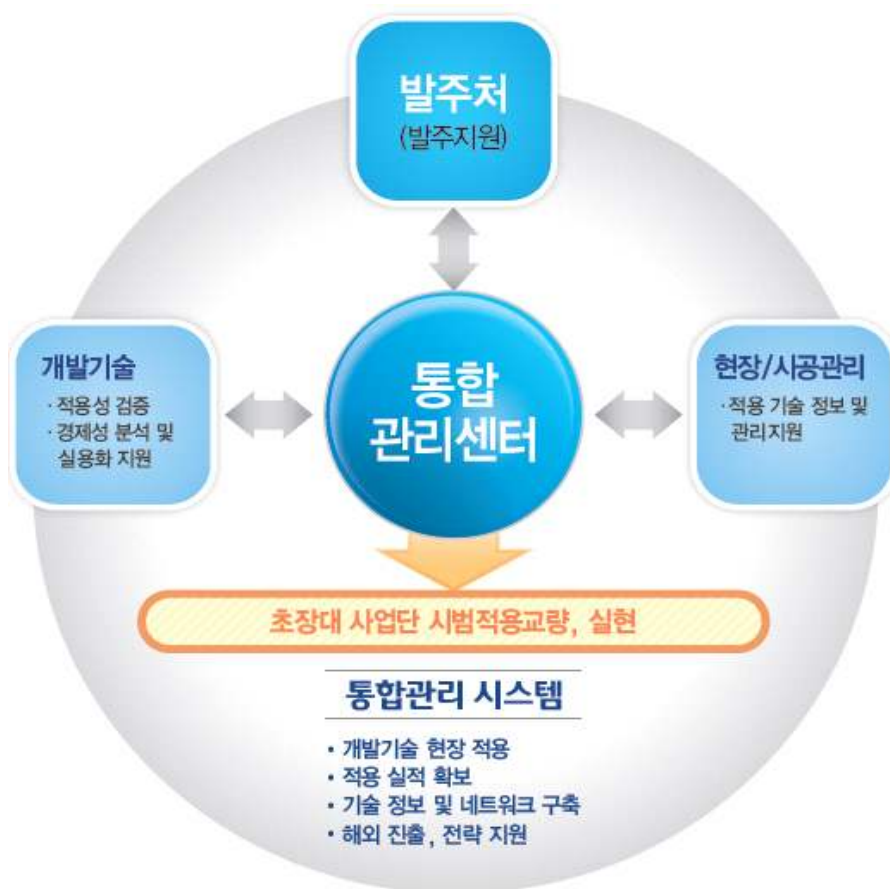 발주처
(발주지원)
개발기술
· 적용성 검증
· 경제성 분석 및
실용화 지원
통합
관리센터
현장/시공관리
· 적용 기술 정보 및
관리지원
초장대 사업단 시범적용교량, 실현
통합관리 시스템
• 개발기술 현장 적용
• 적용 실적 확보
• 기술 정보 및 네트워크 구축
• 해외 진출, 전략 지원